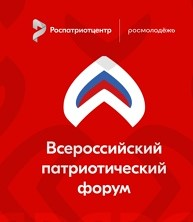 Роспатриотцентр росмолодёжь
Всероссийский
патриотический
форум